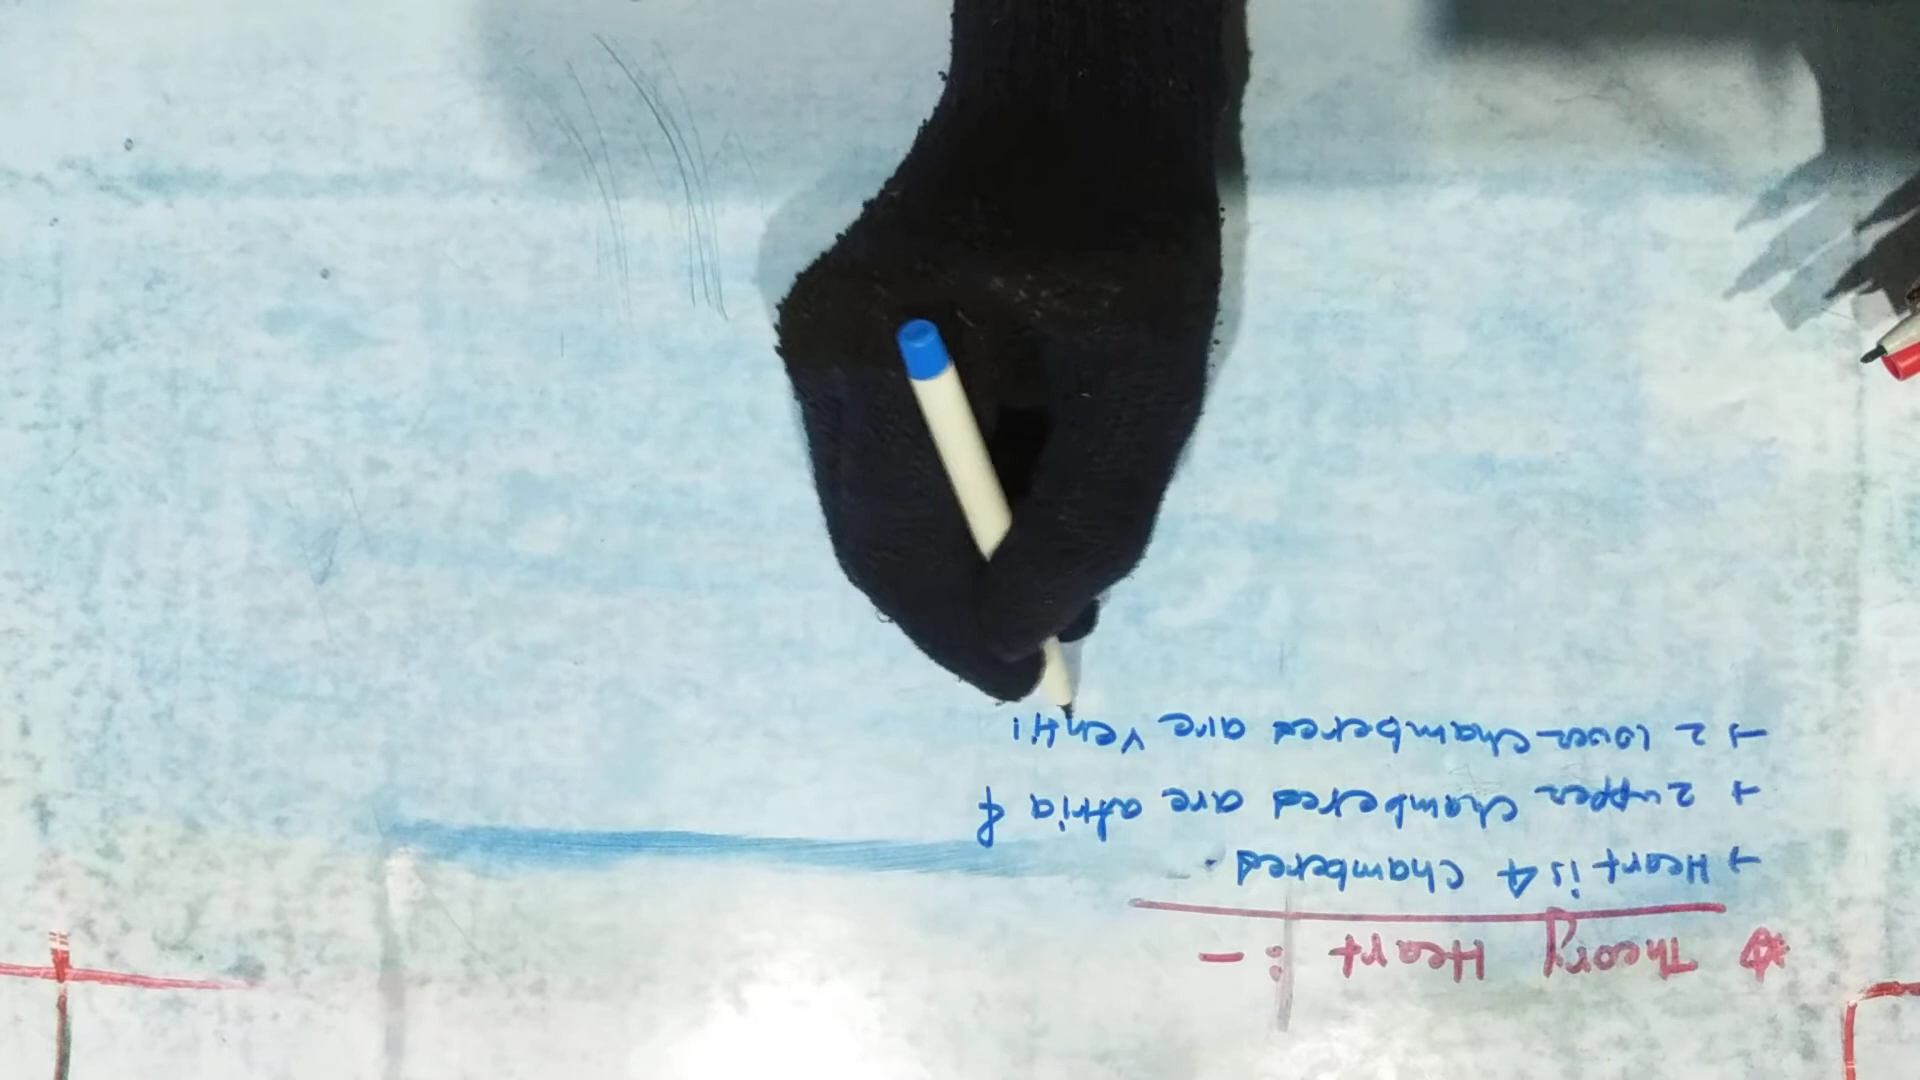 ☆ Theory Heart :-
→ Heart is 4 chambered.
→ 2 upper chambered are atria &
→ 2 lower chambered are Ventri